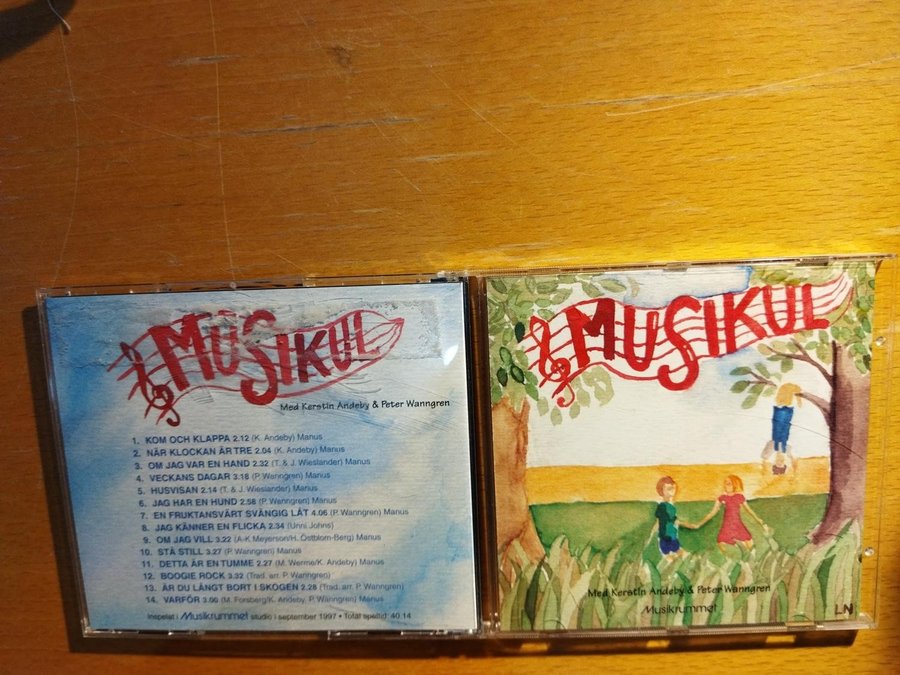 MUSIKUL
Med Kerstin Andeby & Peter Wanngren
1. KOM OCH KLAPPA 2.12 (K. Andeby) Manus
2. NÄR KLOCKAN ÄR TRE 2.04 (K. Andeby) Manus
3. OM JAG VAR EN HAND 2.32 (T. & J. Wieslander) Manus
4. VECKANS DAGAR 3.18 (P. Wanngren) Manus
5. HUSVISAN 2.14 (T. & J. Wieslander) Manus
6. JAG HAR EN HUND 2.58 (P. Wanngren) Manus
7. EN FRUKTANSVÄRT SVÄNGIG LÅT 4.06 (P. Wanngren) Manus
8. JAG KÄNNER EN FLICKA 2.34 (Unni Johns)
9. OM JAG VILL 3.22 (A-K Meyerson/H. Östblom-Berg) Manus
10. STÅ STILL 3.27 (P. Wanngren) Manus
11. DETTA ÄR EN TUMME 2.27 (M. Werme/K. Andeby) Manus
12. BOOGIE ROCK 3.32 (Trad. arr. P. Wanngren)
13. ÄR DU LÅNGT BORT I SKOGEN 2.28 (Trad. arr. P. Wanngren)
14. VARFÖR 3.00 (M. Forsberg/K. Andeby, P. Wanngren) Manus
Inspelat i Musikrummet studio i september 1997 • Total speltid: 40.14
MUSIKUL
Med Kerstin Andeby & Peter Wanngren
Musikrummet
LN